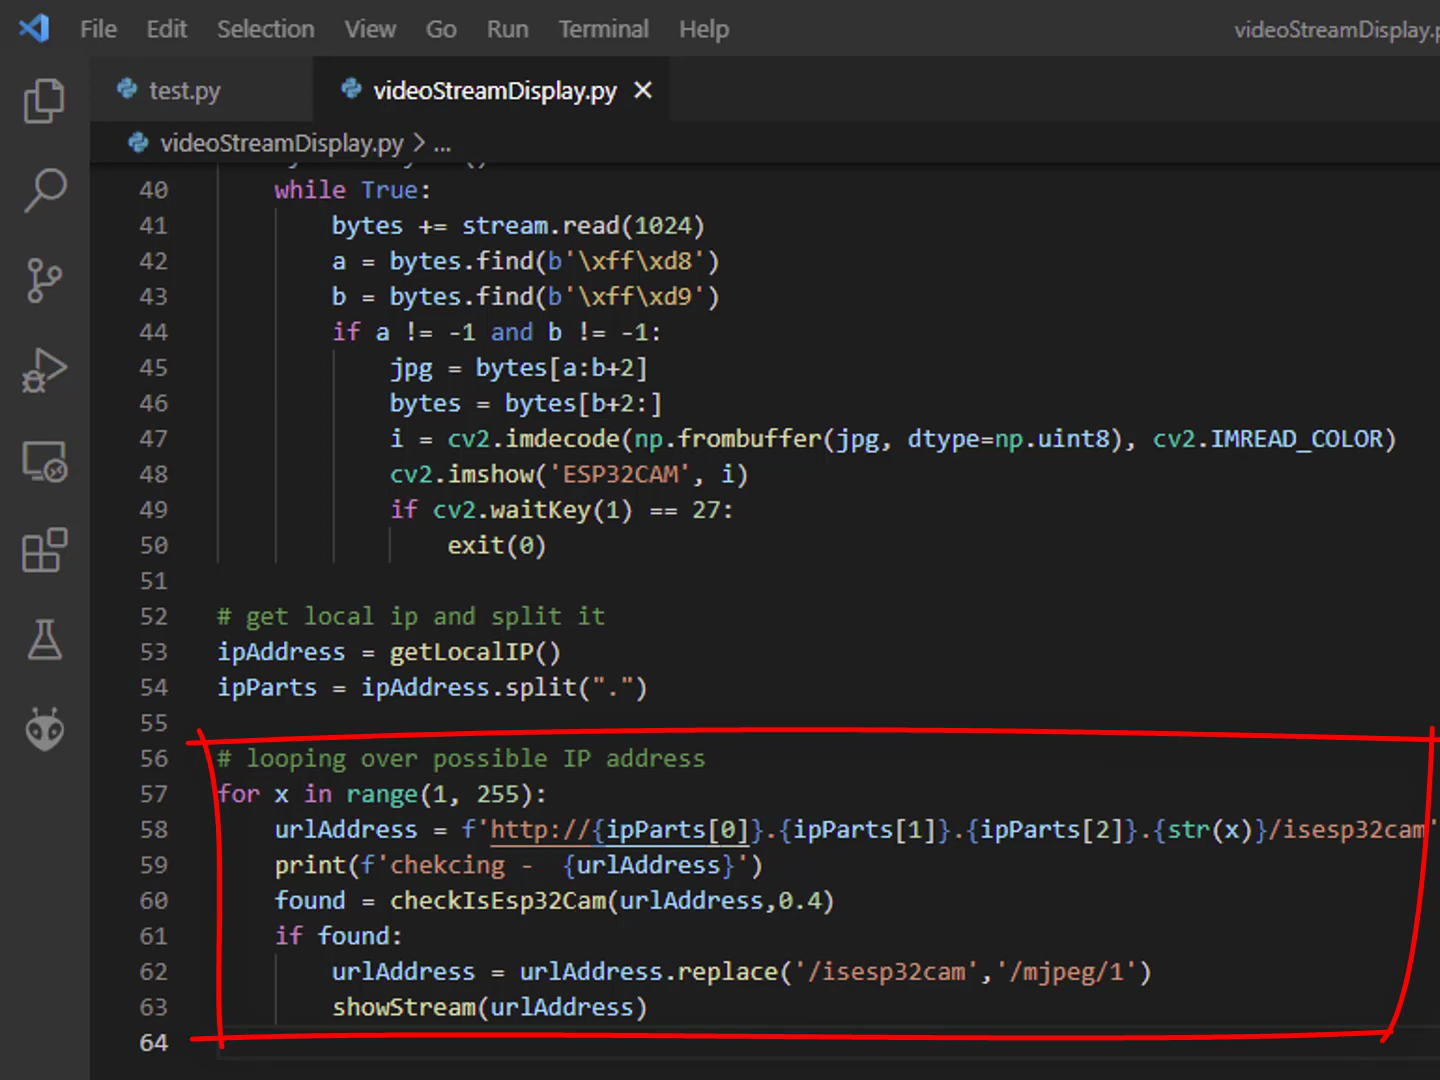 File Edit Selection View Go Run Terminal Help videoStreamDisplay.p
test.py videoStreamDisplay.py ×
videoStreamDisplay.py > ...
40 while True:
41 bytes += stream.read(1024)
42 a = bytes.find(b'\xff\xd8')
43 b = bytes.find(b'\xff\xd9')
44 if a != -1 and b != -1:
45 jpg = bytes[a:b+2]
46 bytes = bytes[b+2:]
47 i = cv2.imdecode(np.frombuffer(jpg, dtype=np.uint8), cv2.IMREAD_COLOR)
48 cv2.imshow('ESP32CAM', i)
49 if cv2.waitKey(1) == 27:
50 exit(0)
51
52 # get local ip and split it
53 ipAddress = getLocalIP()
54 ipParts = ipAddress.split(".")
55
56 # looping over possible IP address
57 for x in range(1, 255):
58 urlAddress = f'http://{ipParts[0]}.{ipParts[1]}.{ipParts[2]}.{str(x)}/isesp32cam'
59 print(f'chekcing -  {urlAddress}')
60 found = checkIsEsp32Cam(urlAddress,0.4)
61 if found:
62 urlAddress = urlAddress.replace('/isesp32cam','/mjpeg/1')
63 showStream(urlAddress)
64